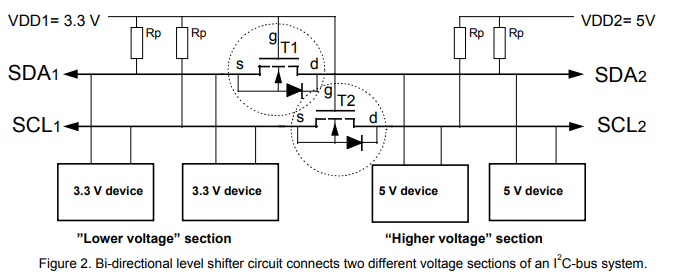 VDD1= 3.3 V
VDD2= 5V
Rp Rp g T1 Rp Rp
SDA1 s d SDA2
g T2
SCL1 s d SCL2
3.3 V device 3.3 V device 5 V device 5 V device
”Lower voltage” section “Higher voltage” section
Figure 2. Bi-directional level shifter circuit connects two different voltage sections of an I²C-bus system.